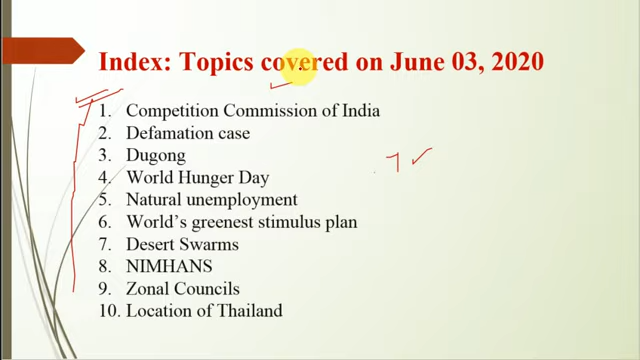 Index: Topics covered on June 03, 2020
1. Competition Commission of India
2. Defamation case
3. Dugong
4. World Hunger Day
5. Natural unemployment
6. World's greenest stimulus plan
7. Desert Swarms
8. NIMHANS
9. Zonal Councils
10. Location of Thailand
7